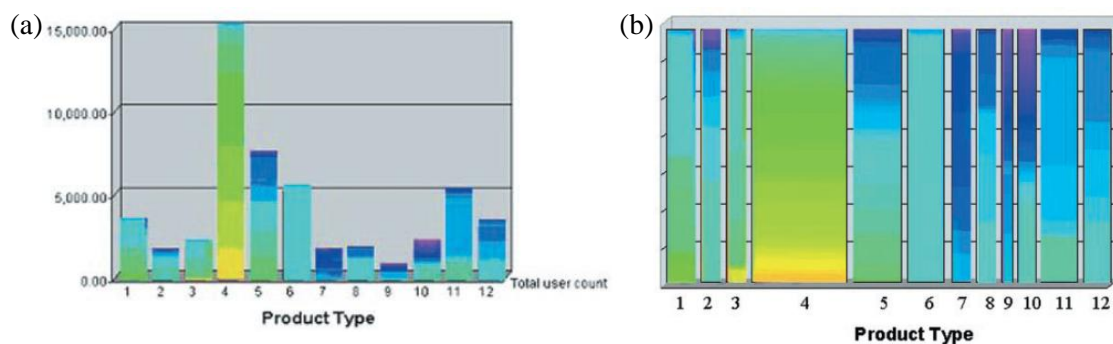 (a)
15,000.00
10,000.00
5,000.00
0.00
1 2 3 4 5 6 7 8 9 10 11 12
Total user count
Product Type
(b)
1 2 3 4 5 6 7 8 9 10 11 12
Product Type